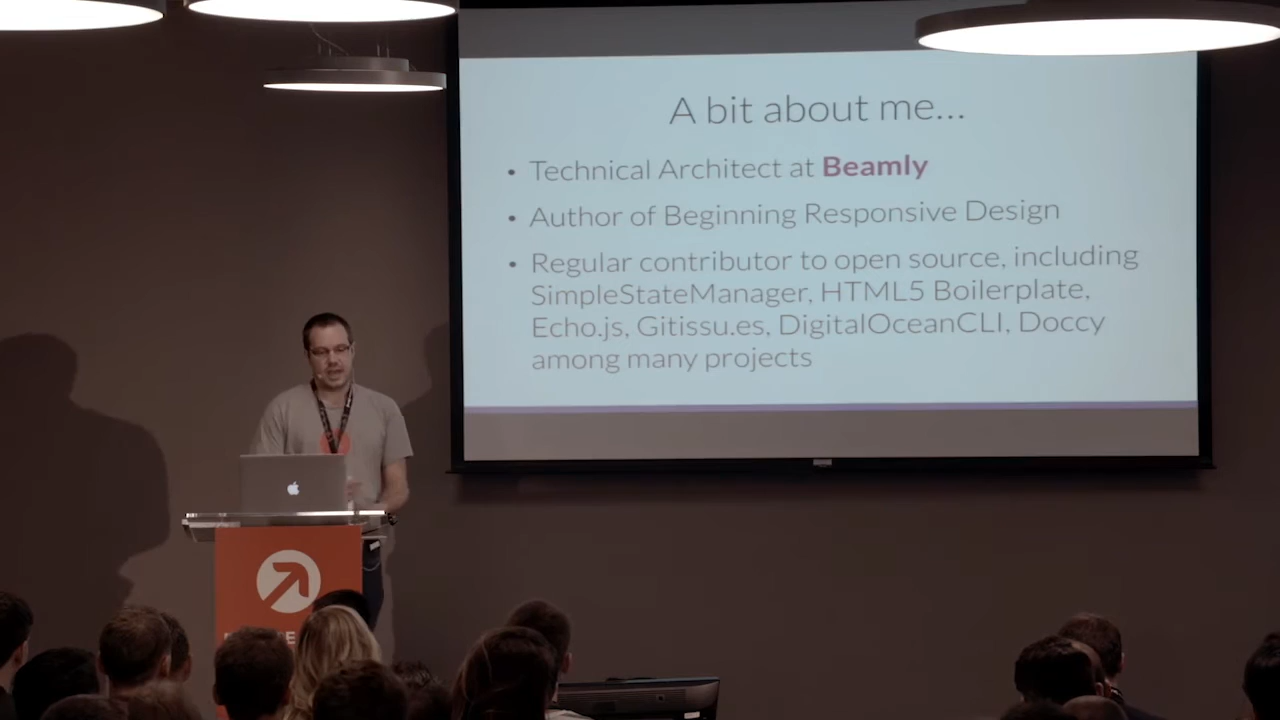 A bit about me...
• Technical Architect at Beamly
• Author of Beginning Responsive Design
• Regular contributor to open source, including
SimpleStateManager, HTML5 Boilerplate,
Echo.js, Gitissu.es, DigitalOceanCLI, Doccy
among many projects